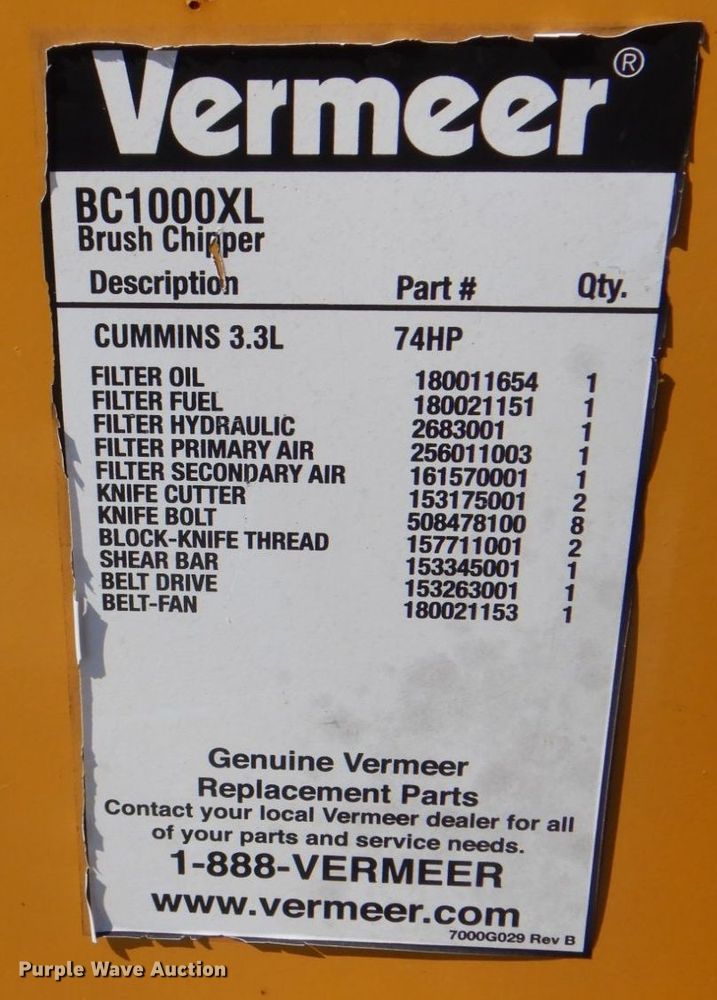 Vermeer®
BC1000XL
Brush Chipper
Description Part # Qty.
CUMMINS 3.3L 74HP
FILTER OIL 180011654 1
FILTER FUEL 180021151 1
FILTER HYDRAULIC 2683001 1
FILTER PRIMARY AIR 256011003 1
FILTER SECONDARY AIR 161570001 1
KNIFE CUTTER 153175001 2
KNIFE BOLT 508478100 8
BLOCK-KNIFE THREAD 157711001 2
SHEAR BAR 153345001 1
BELT DRIVE 153263001 1
BELT-FAN 180021153 1
Genuine Vermeer
Replacement Parts
Contact your local Vermeer dealer for all
of your parts and service needs.
1-888-VERMEER
www.vermeer.com
7000G029 Rev B
Purple Wave Auction